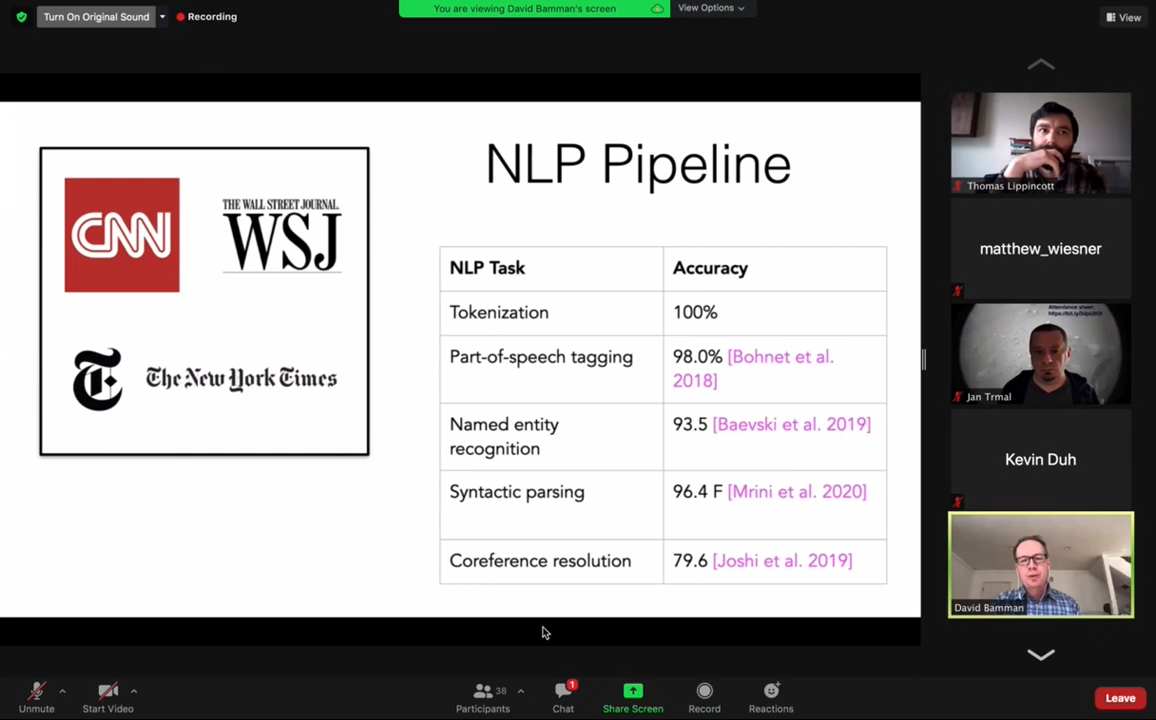 Turn On Original Sound
Recording
You are viewing David Bamman's screen
View Options
View
NLP Pipeline
CNN
THE WALL STREET JOURNAL.
WSJ
T
The New York Times
NLP Task Accuracy
Tokenization 100%
Part-of-speech tagging 98.0% [Bohnet et al.
2018]
Named entity
recognition 93.5 [Baevski et al. 2019]
Syntactic parsing 96.4 F [Mrini et al. 2020]
Coreference resolution 79.6 [Joshi et al. 2019]
Thomas Lippincott
matthew_wiesner
Attendance sheet:
Jan Trmal
Kevin Duh
David Bamman
Unmute
Start Video
38
Participants
1
Chat
Share Screen
Record
Reactions
Leave